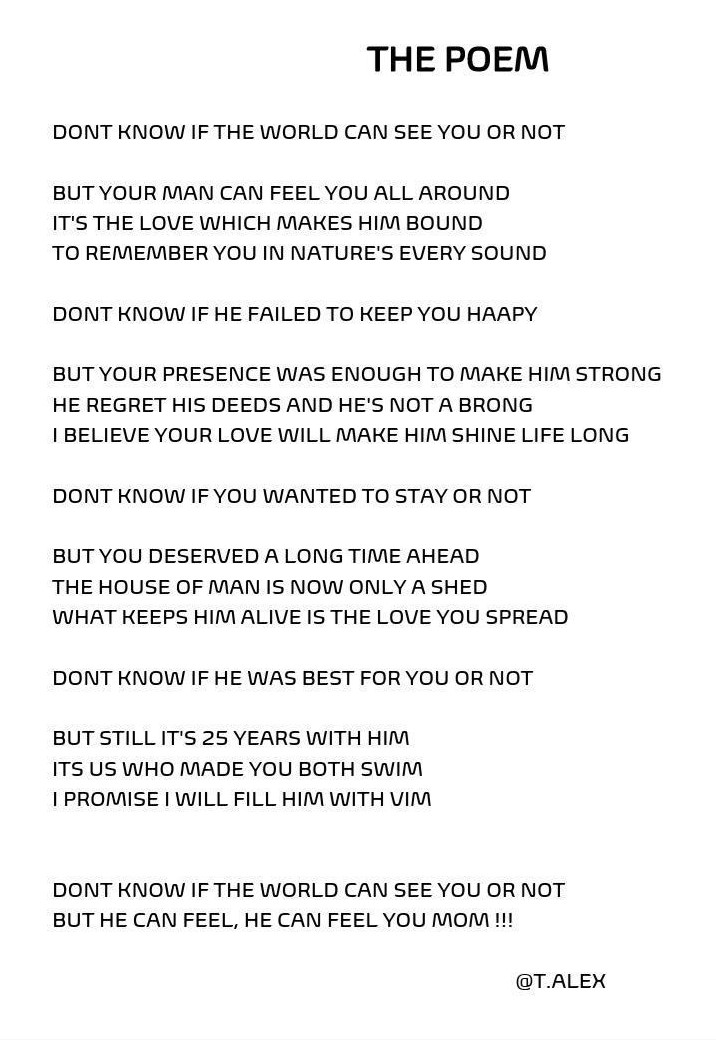 THE POEM
DONT KNOW IF THE WORLD CAN SEE YOU OR NOT
BUT YOUR MAN CAN FEEL YOU ALL AROUND
IT'S THE LOVE WHICH MAKES HIM BOUND
TO REMEMBER YOU IN NATURE'S EVERY SOUND
DONT KNOW IF HE FAILED TO KEEP YOU HAAPY
BUT YOUR PRESENCE WAS ENOUGH TO MAKE HIM STRONG
HE REGRET HIS DEEDS AND HE'S NOT A BRONG
I BELIEVE YOUR LOVE WILL MAKE HIM SHINE LIFE LONG
DONT KNOW IF YOU WANTED TO STAY OR NOT
BUT YOU DESERVED A LONG TIME AHEAD
THE HOUSE OF MAN IS NOW ONLY A SHED
WHAT KEEPS HIM ALIVE IS THE LOVE YOU SPREAD
DONT KNOW IF HE WAS BEST FOR YOU OR NOT
BUT STILL IT'S 25 YEARS WITH HIM
ITS US WHO MADE YOU BOTH SWIM
I PROMISE I WILL FILL HIM WITH VIM
DONT KNOW IF THE WORLD CAN SEE YOU OR NOT
BUT HE CAN FEEL, HE CAN FEEL YOU MOM !!!
@T.ALEX